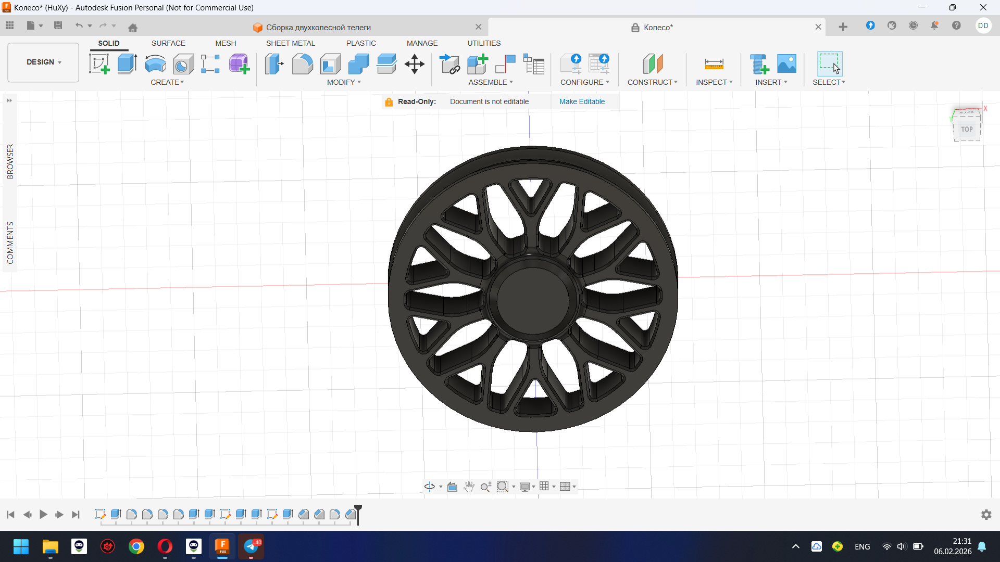 Колесо* (HuXy) - Autodesk Fusion Personal (Not for Commercial Use)
Сборка двухколесной телеги
Колесо*
DD
DESIGN
SOLID
SURFACE
MESH
SHEET METAL
PLASTIC
MANAGE
UTILITIES
CREATE
MODIFY
ASSEMBLE
CONFIGURE
CONSTRUCT
INSPECT
INSERT
SELECT
Read-Only:
Document is not editable
Make Editable
BROWSER
COMMENTS
X
Y
TOP
F
FUS
40
ENG
21:31
06.02.2026